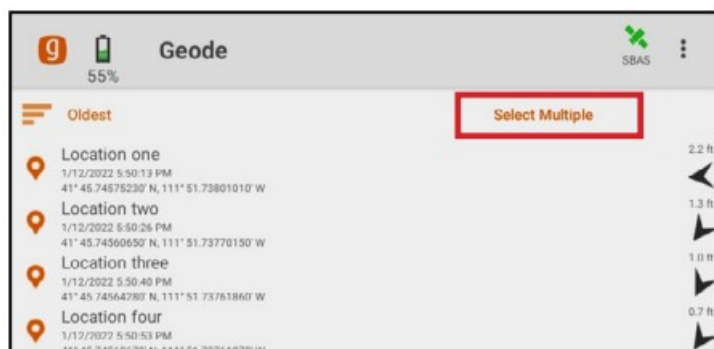 g
Geode
SBAS
55%
Oldest
Select Multiple
Location one
2.2 ft
1/12/2022 5:50:13 PM
41° 45.74575230' N, 111° 51.73801010' W
Location two
1.3 ft
1/12/2022 5:50:26 PM
41° 45.74560650' N, 111° 51.73770150' W
Location three
1.0 ft
1/12/2022 5:50:40 PM
41° 45.74564280' N, 111° 51.73761860' W
Location four
0.7 ft
1/12/2022 5:50:53 PM